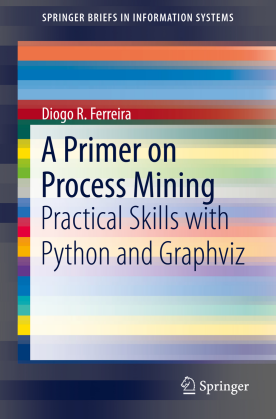 SPRINGER BRIEFS IN INFORMATION SYSTEMS
Diogo R. Ferreira
A Primer on
Process Mining
Practical Skills with
Python and Graphviz
Springer